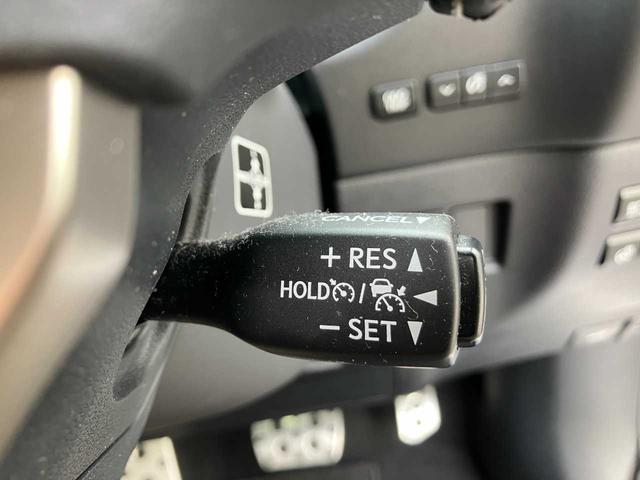 CANCEL▼
+ RES ▲
HOLD / ◀
− SET ▼